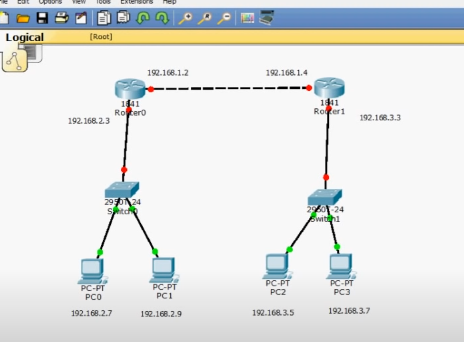 File Edit Options View Tools Extensions Help
Logical
[Root]
192.168.1.2
192.168.1.4
1841
Router0
1841
Router1
192.168.2.3
192.168.3.3
2950T-24
Switch0
2950T-24
Switch1
PC-PT
PC0
PC-PT
PC1
PC-PT
PC2
PC-PT
PC3
192.168.2.7
192.168.2.9
192.168.3.5
192.168.3.7